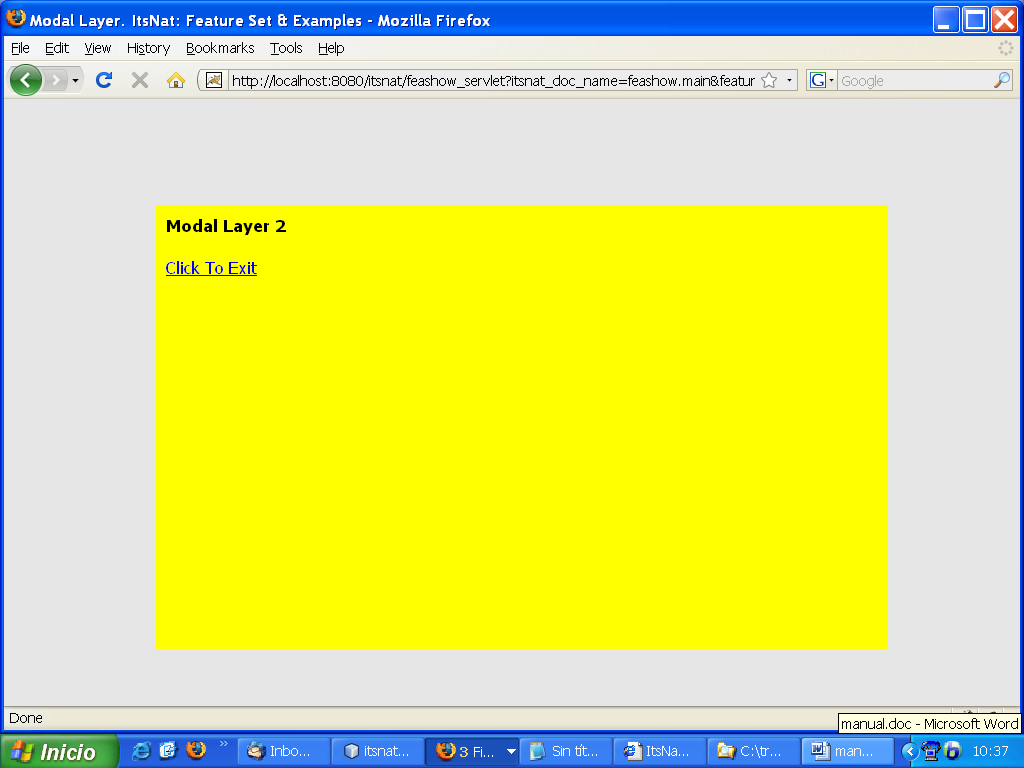 Modal Layer. ItsNat: Feature Set & Examples - Mozilla Firefox
File Edit View History Bookmarks Tools Help
http://localhost:8080/itsnat/feashow_servlet?itsnat_doc_name=feashow.main&featur
G Google
Modal Layer 2
Click To Exit
Done
manual.doc - Microsoft Word
Inicio » Inbo... itsnat... 3 Fi... Sin tít... ItsNa... C:\tr... man... 10:37